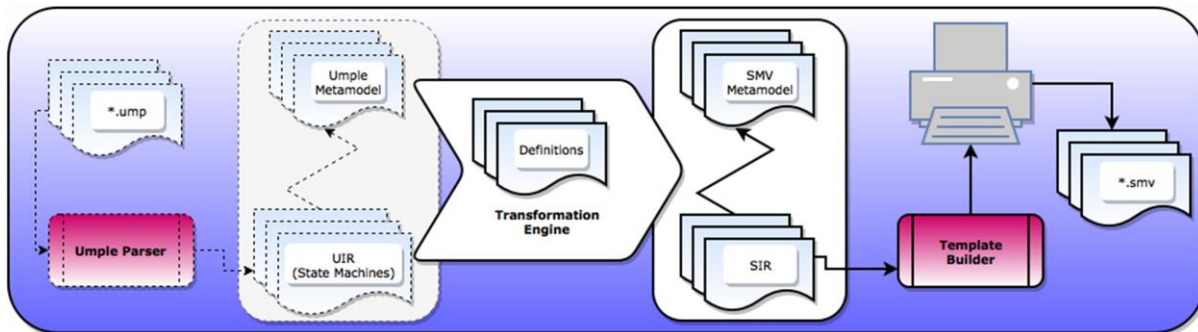 *.ump
Umple Parser
Umple
Metamodel
UIR
(State Machines)
Definitions
Transformation
Engine
SMV
Metamodel
SIR
Template
Builder
*.smv